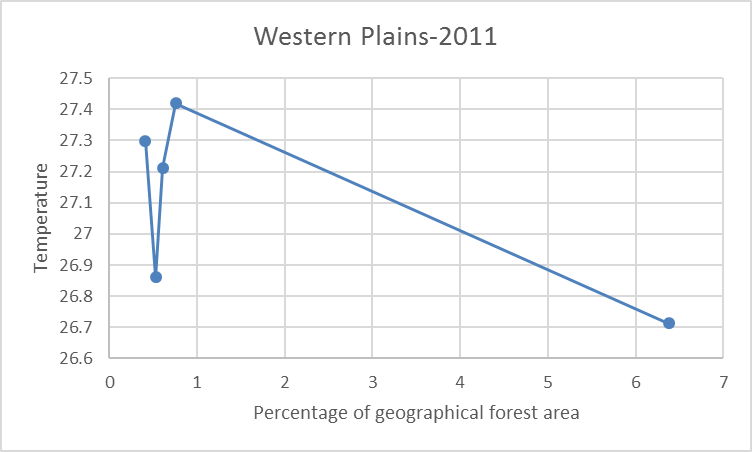 Western Plains-2011
Temperature
27.5
27.4
27.3
27.2
27.1
27
26.9
26.8
26.7
26.6
0 1 2 3 4 5 6 7
Percentage of geographical forest area